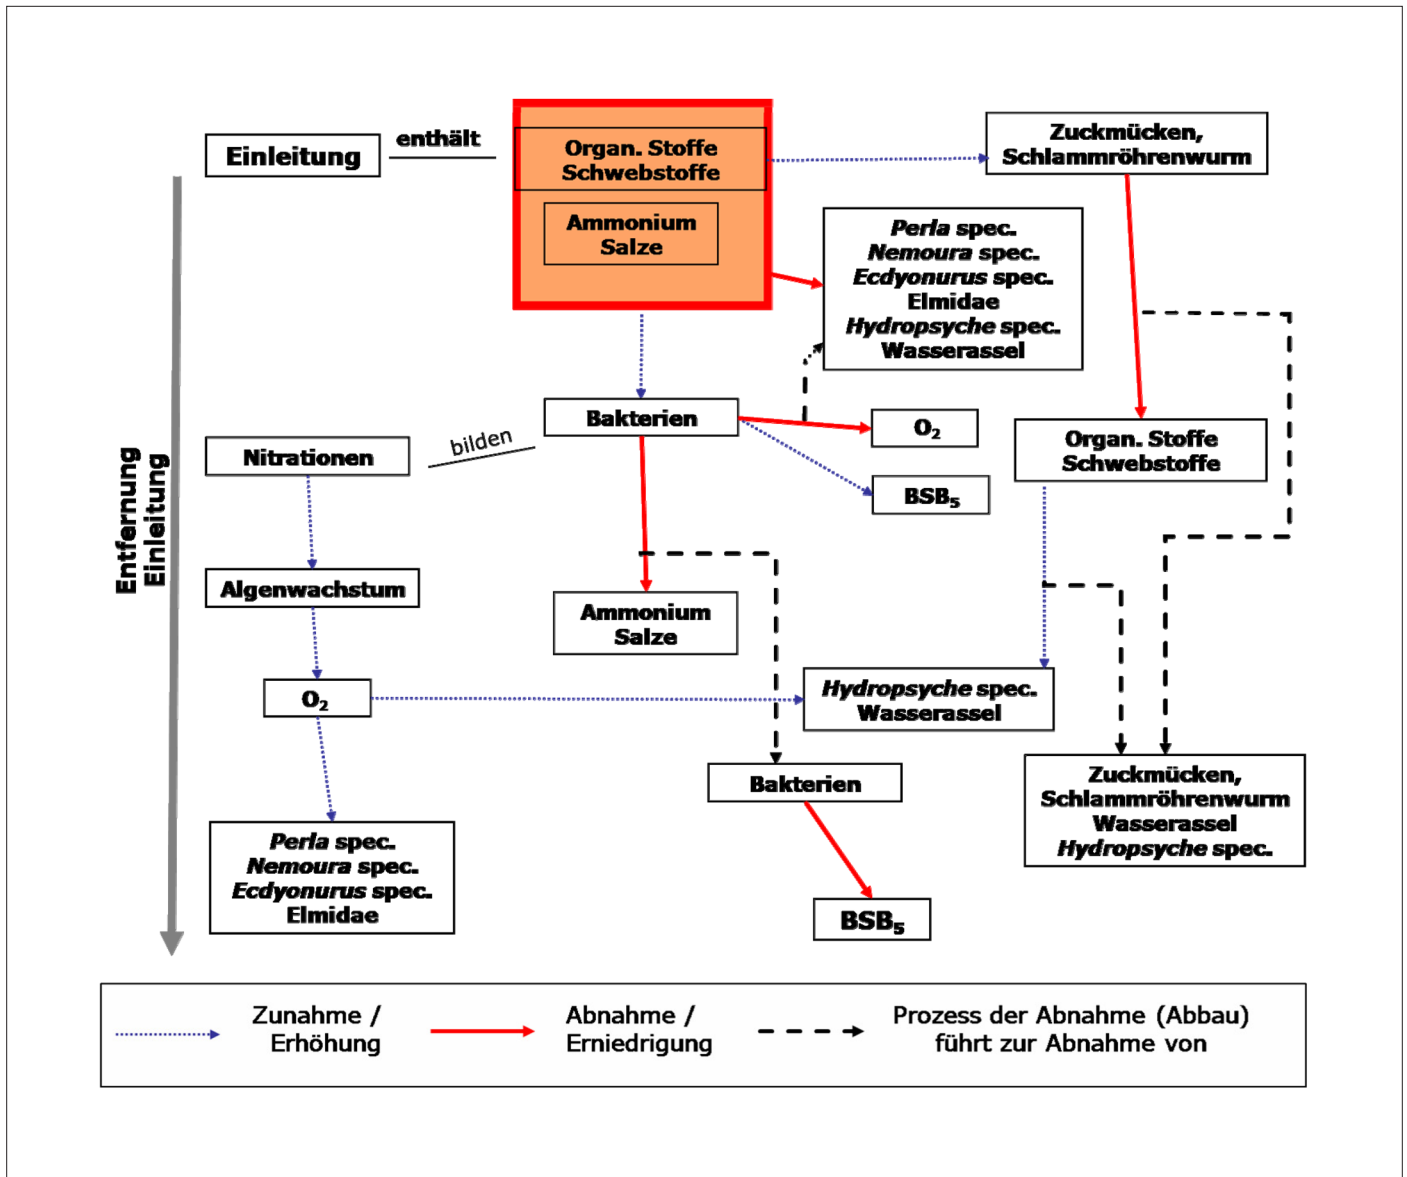 Einleitung
enthält
Organ. Stoffe
Schwebstoffe
Ammonium
Salze
Zuckmücken,
Schlammröhrenwurm
Perla spec.
Nemoura spec.
Ecdyonurus spec.
Elmidae
Hydropsyche spec.
Wasserassel
Bakterien
O₂
BSB₅
Organ. Stoffe
Schwebstoffe
bilden
Nitrationen
Entfernung
Einleitung
Algenwachstum
Ammonium
Salze
O₂
Hydropsyche spec.
Wasserassel
Bakterien
Zuckmücken,
Schlammröhrenwurm
Wasserassel
Hydropsyche spec.
Perla spec.
Nemoura spec.
Ecdyonurus spec.
Elmidae
BSB₅
Zunahme /
Erhöhung
Abnahme /
Erniedrigung
Prozess der Abnahme (Abbau)
führt zur Abnahme von